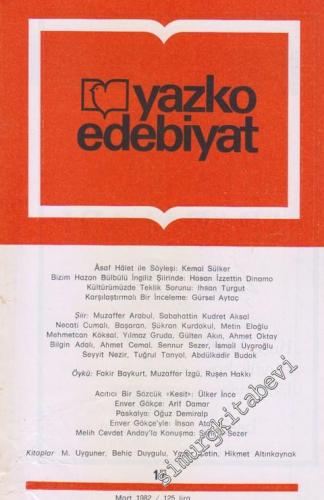 yazko
edebiyat
Âsaf Hâlet ile Söyleşi: Kemal Sülker
Bizim Hazan Bülbülü İngiliz Şiirinde: Hasan İzzettin Dinamo
Kültürümüzde Teklik Sorunu: İhsan Turgut
Karşılaştırmalı Bir İnceleme: Gürsel Aytaç
Şiir: Muzaffer Arabul, Sabahattin Kudret Aksal
Necati Cumalı, Başaran, Şükran Kurdakul, Metin Eloğlu
Mehmetcan Köksal, Yılmaz Gruda, Gülten Akın, Ahmet Oktay
Bilgin Adalı, Ahmet Cemal, Sennur Sezer, İsmail Uyaroğlu
Seyyit Nezir, Tuğrul Tanyol, Abdülkadir Budak
Öykü: Fakir Baykurt, Muzaffer İzgü, Ruşen Hakkı
Acıtıcı Bir Sözcük «Kesit»: Ülker İnce
Enver Gökçe: Arif Damar
Paskalya: Oğuz Demiralp
Enver Gökçe'yle: İhsan
Melih Cevdet Anday'la Konuşma: Sezer
Kitaplar M. Uyguner, Behiç Duygulu, Çetin, Hikmet Altınkaynak
Mart 1982 / 125 lira
simurgkitabevi